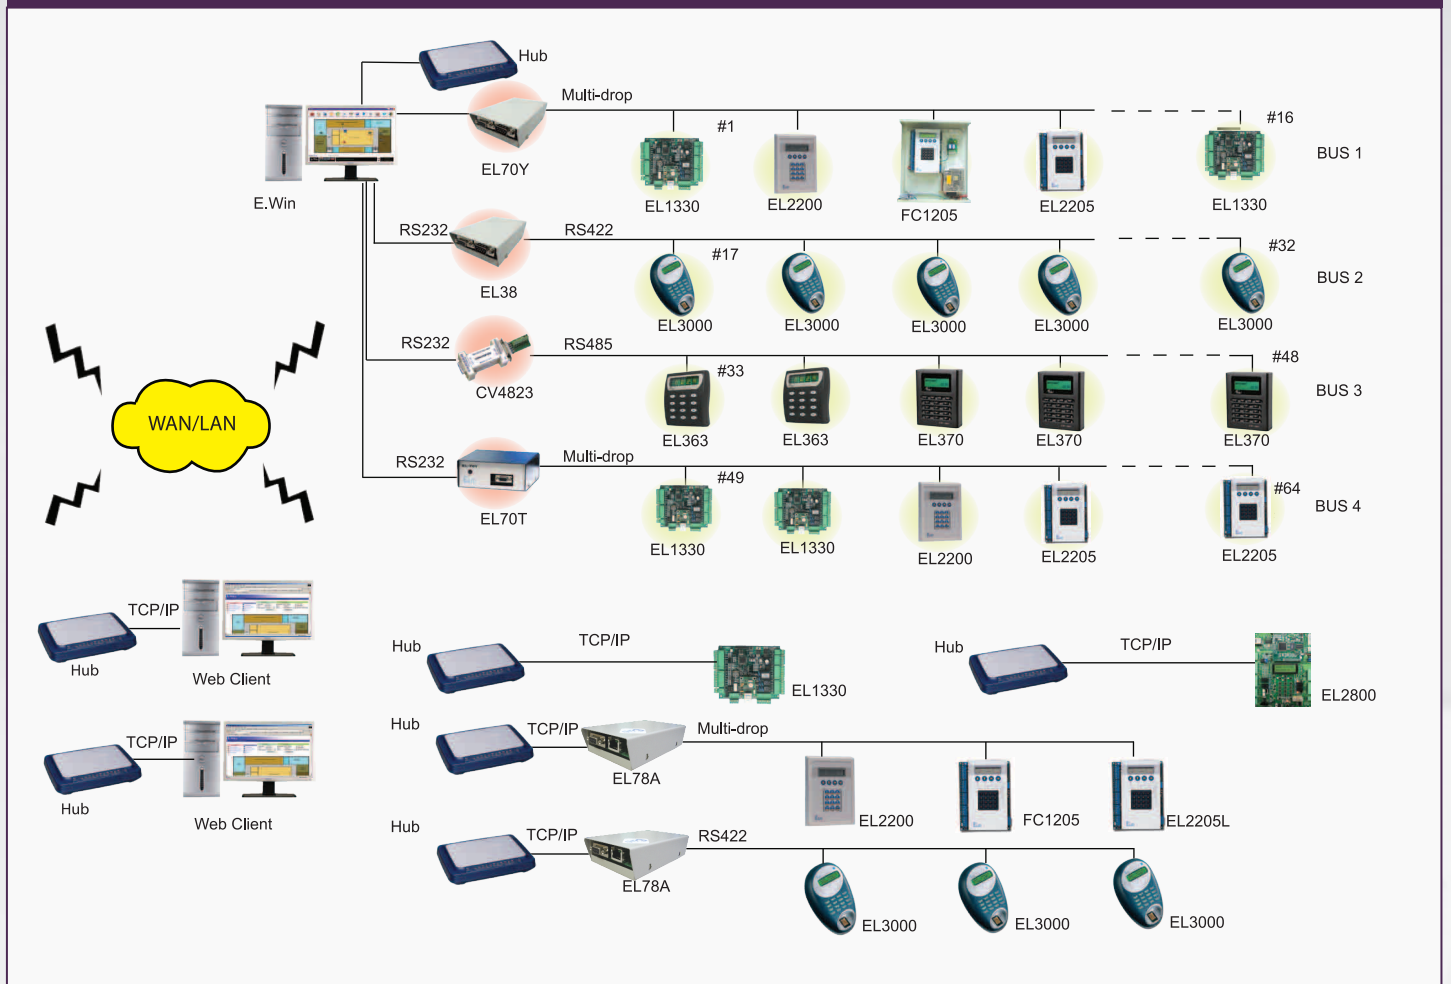 Hub
Multi-drop
#1
#16
BUS 1
EL70Y
E.Win
EL1330
EL2200
FC1205
EL2205
EL1330
RS232
RS422
#17
#32
BUS 2
EL38
EL3000
EL3000
EL3000
EL3000
EL3000
RS232
RS485
#33
#48
BUS 3
CV4823
WAN/LAN
EL363
EL363
EL370
EL370
EL370
RS232
Multi-drop
#49
#64
BUS 4
EL70T
EL1330
EL1330
EL2200
EL2205
EL2205
TCP/IP
Hub
Web Client
Hub
TCP/IP
EL1330
Hub
TCP/IP
EL2800
TCP/IP
Hub
Web Client
Hub
TCP/IP
EL78A
Multi-drop
EL2200
FC1205
EL2205L
Hub
TCP/IP
EL78A
RS422
EL3000
EL3000
EL3000